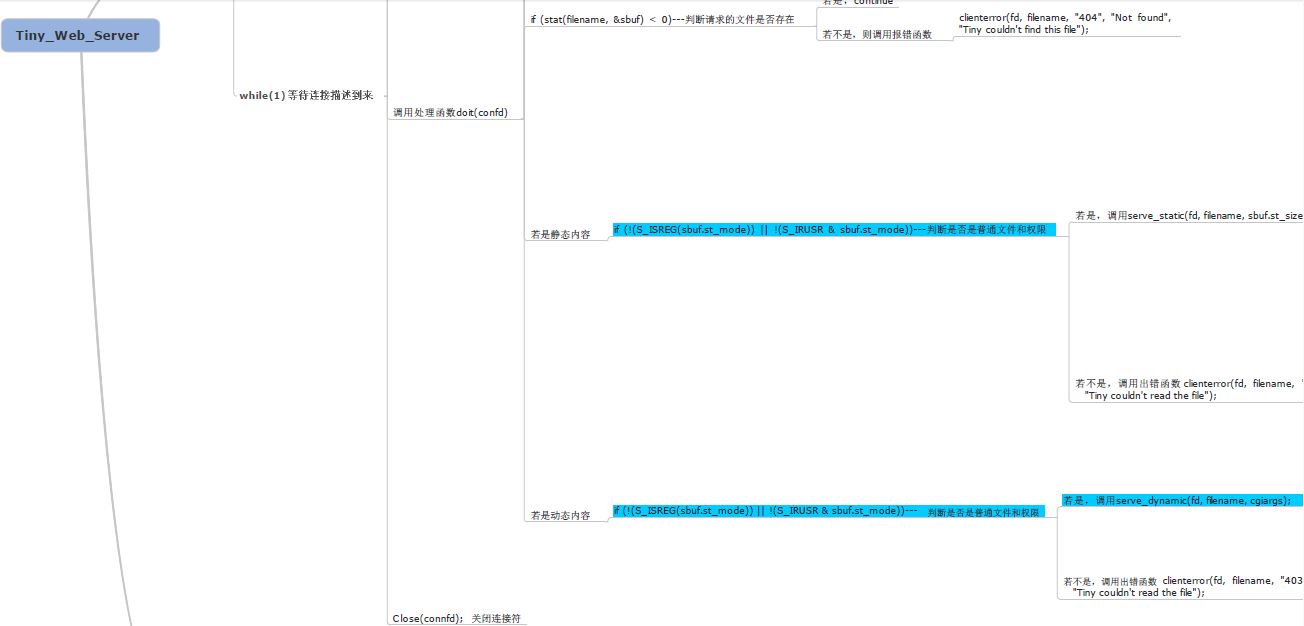 若是，continue
if (stat(filename, &sbuf) < 0)---判断请求的文件是否存在
clienterror(fd, filename, "404", "Not found",
"Tiny couldn't find this file");
若不是，则调用报错函数
Tiny_Web_Server
while(1) 等待连接描述到来
调用处理函数doit(confd)
若是，调用serve_static(fd, filename, sbuf.st_size
若是静态内容
if (!(S_ISREG(sbuf.st_mode)) || !(S_IRUSR & sbuf.st_mode))---判断是否是普通文件和权限
若不是，调用出错函数 clienterror(fd, filename, "
"Tiny couldn't read the file");
若是，调用serve_dynamic(fd, filename, cgiargs);
若是动态内容
if (!(S_ISREG(sbuf.st_mode)) || !(S_IRUSR & sbuf.st_mode))--- 判断是否是普通文件和权限
若不是，调用出错函数 clienterror(fd, filename, "403
"Tiny couldn't read the file");
Close(connfd); 关闭连接符